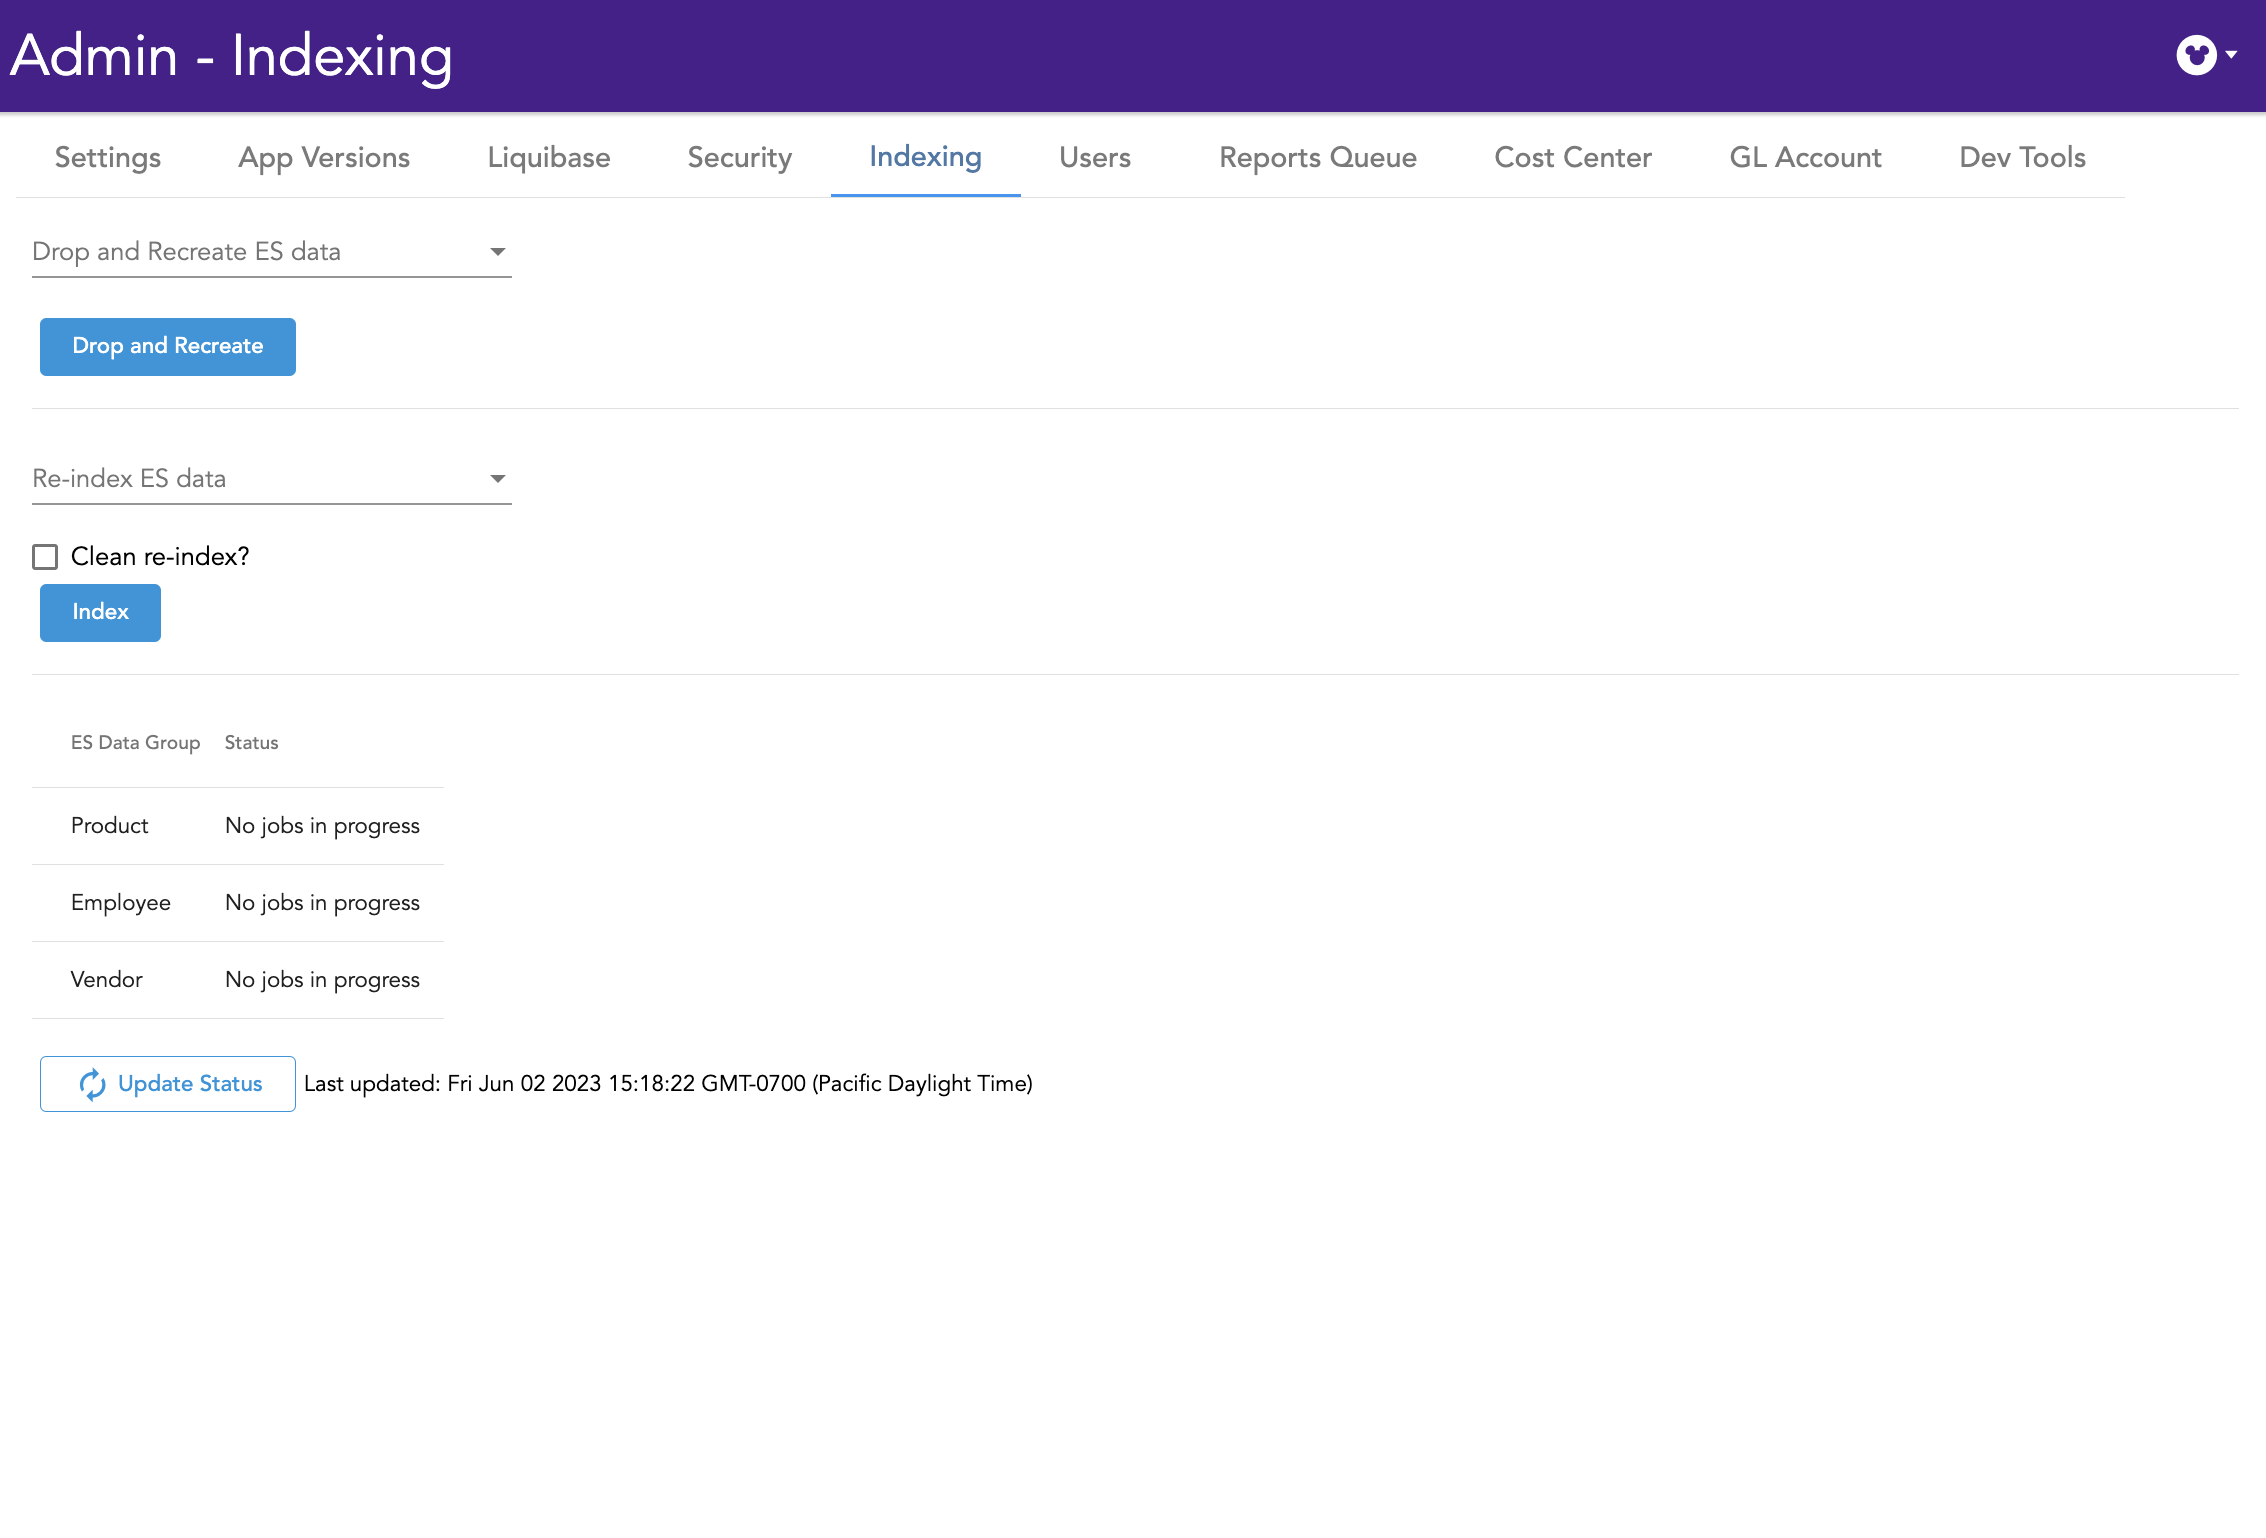 Admin - Indexing
Settings App Versions Liquibase Security Indexing Users Reports Queue Cost Center GL Account Dev Tools
Drop and Recreate ES data
Drop and Recreate
Re-index ES data
Clean re-index?
Index
ES Data Group Status
Product No jobs in progress
Employee No jobs in progress
Vendor No jobs in progress
Update Status Last updated: Fri Jun 02 2023 15:18:22 GMT-0700 (Pacific Daylight Time)